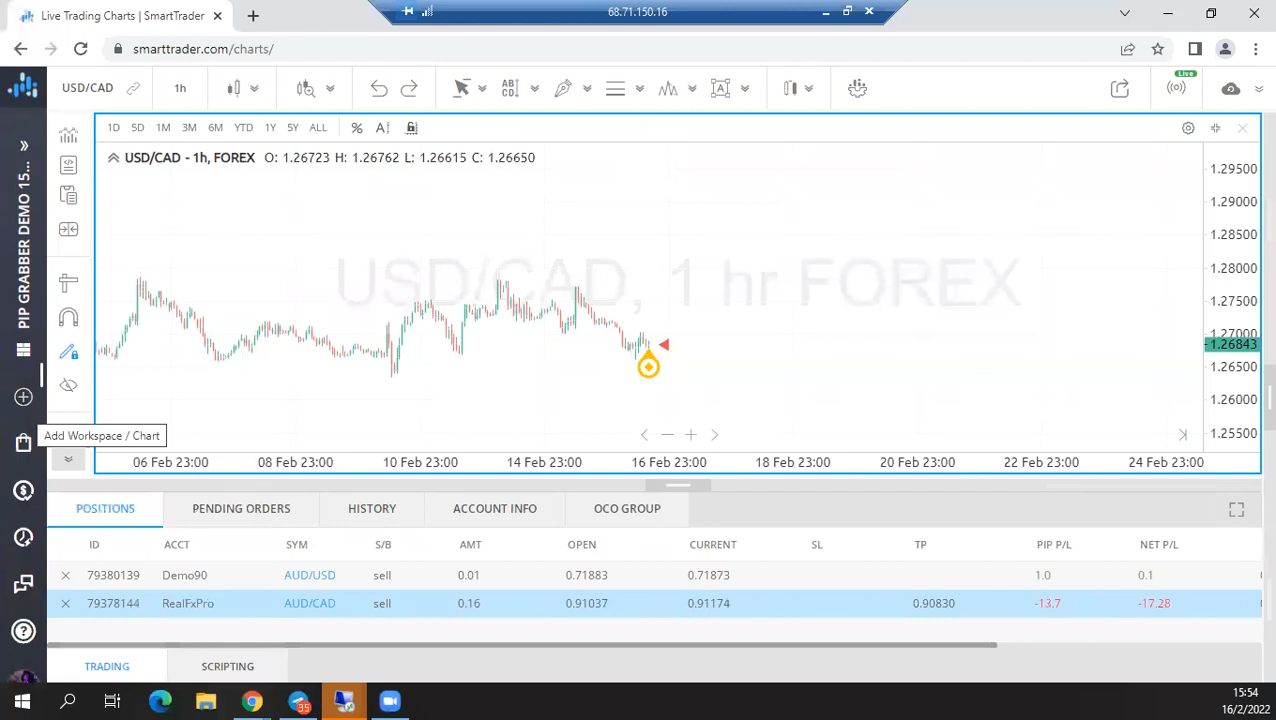 Live Trading Charts | SmartTrader
68.71.150.16
smarttrader.com/charts/
USD/CAD 1h Live
1D 5D 1M 3M 6M YTD 1Y 5Y ALL % A
USD/CAD - 1h, FOREX O: 1.26723 H: 1.26762 L: 1.26615 C: 1.26650
USD/CAD, 1 hr FOREX
1.29500
1.29000
1.28500
1.28000
1.27500
1.27000
1.26843
1.26500
1.26000
1.25500
PIP GRABBER DEMO 15...
AB
CD
Add Workspace / Chart
06 Feb 23:00 08 Feb 23:00 10 Feb 23:00 14 Feb 23:00 16 Feb 23:00 18 Feb 23:00 20 Feb 23:00 22 Feb 23:00 24 Feb 23:00
POSITIONS PENDING ORDERS HISTORY ACCOUNT INFO OCO GROUP
ID ACCT SYM S/B AMT OPEN CURRENT SL TP PIP P/L NET P/L
79380139 Demo90 AUD/USD sell 0.01 0.71883 0.71873 1.0 0.1
79378144 RealFxPro AUD/CAD sell 0.16 0.91037 0.91174 0.90830 -13.7 -17.28
TRADING SCRIPTING
35
15:54
16/2/2022